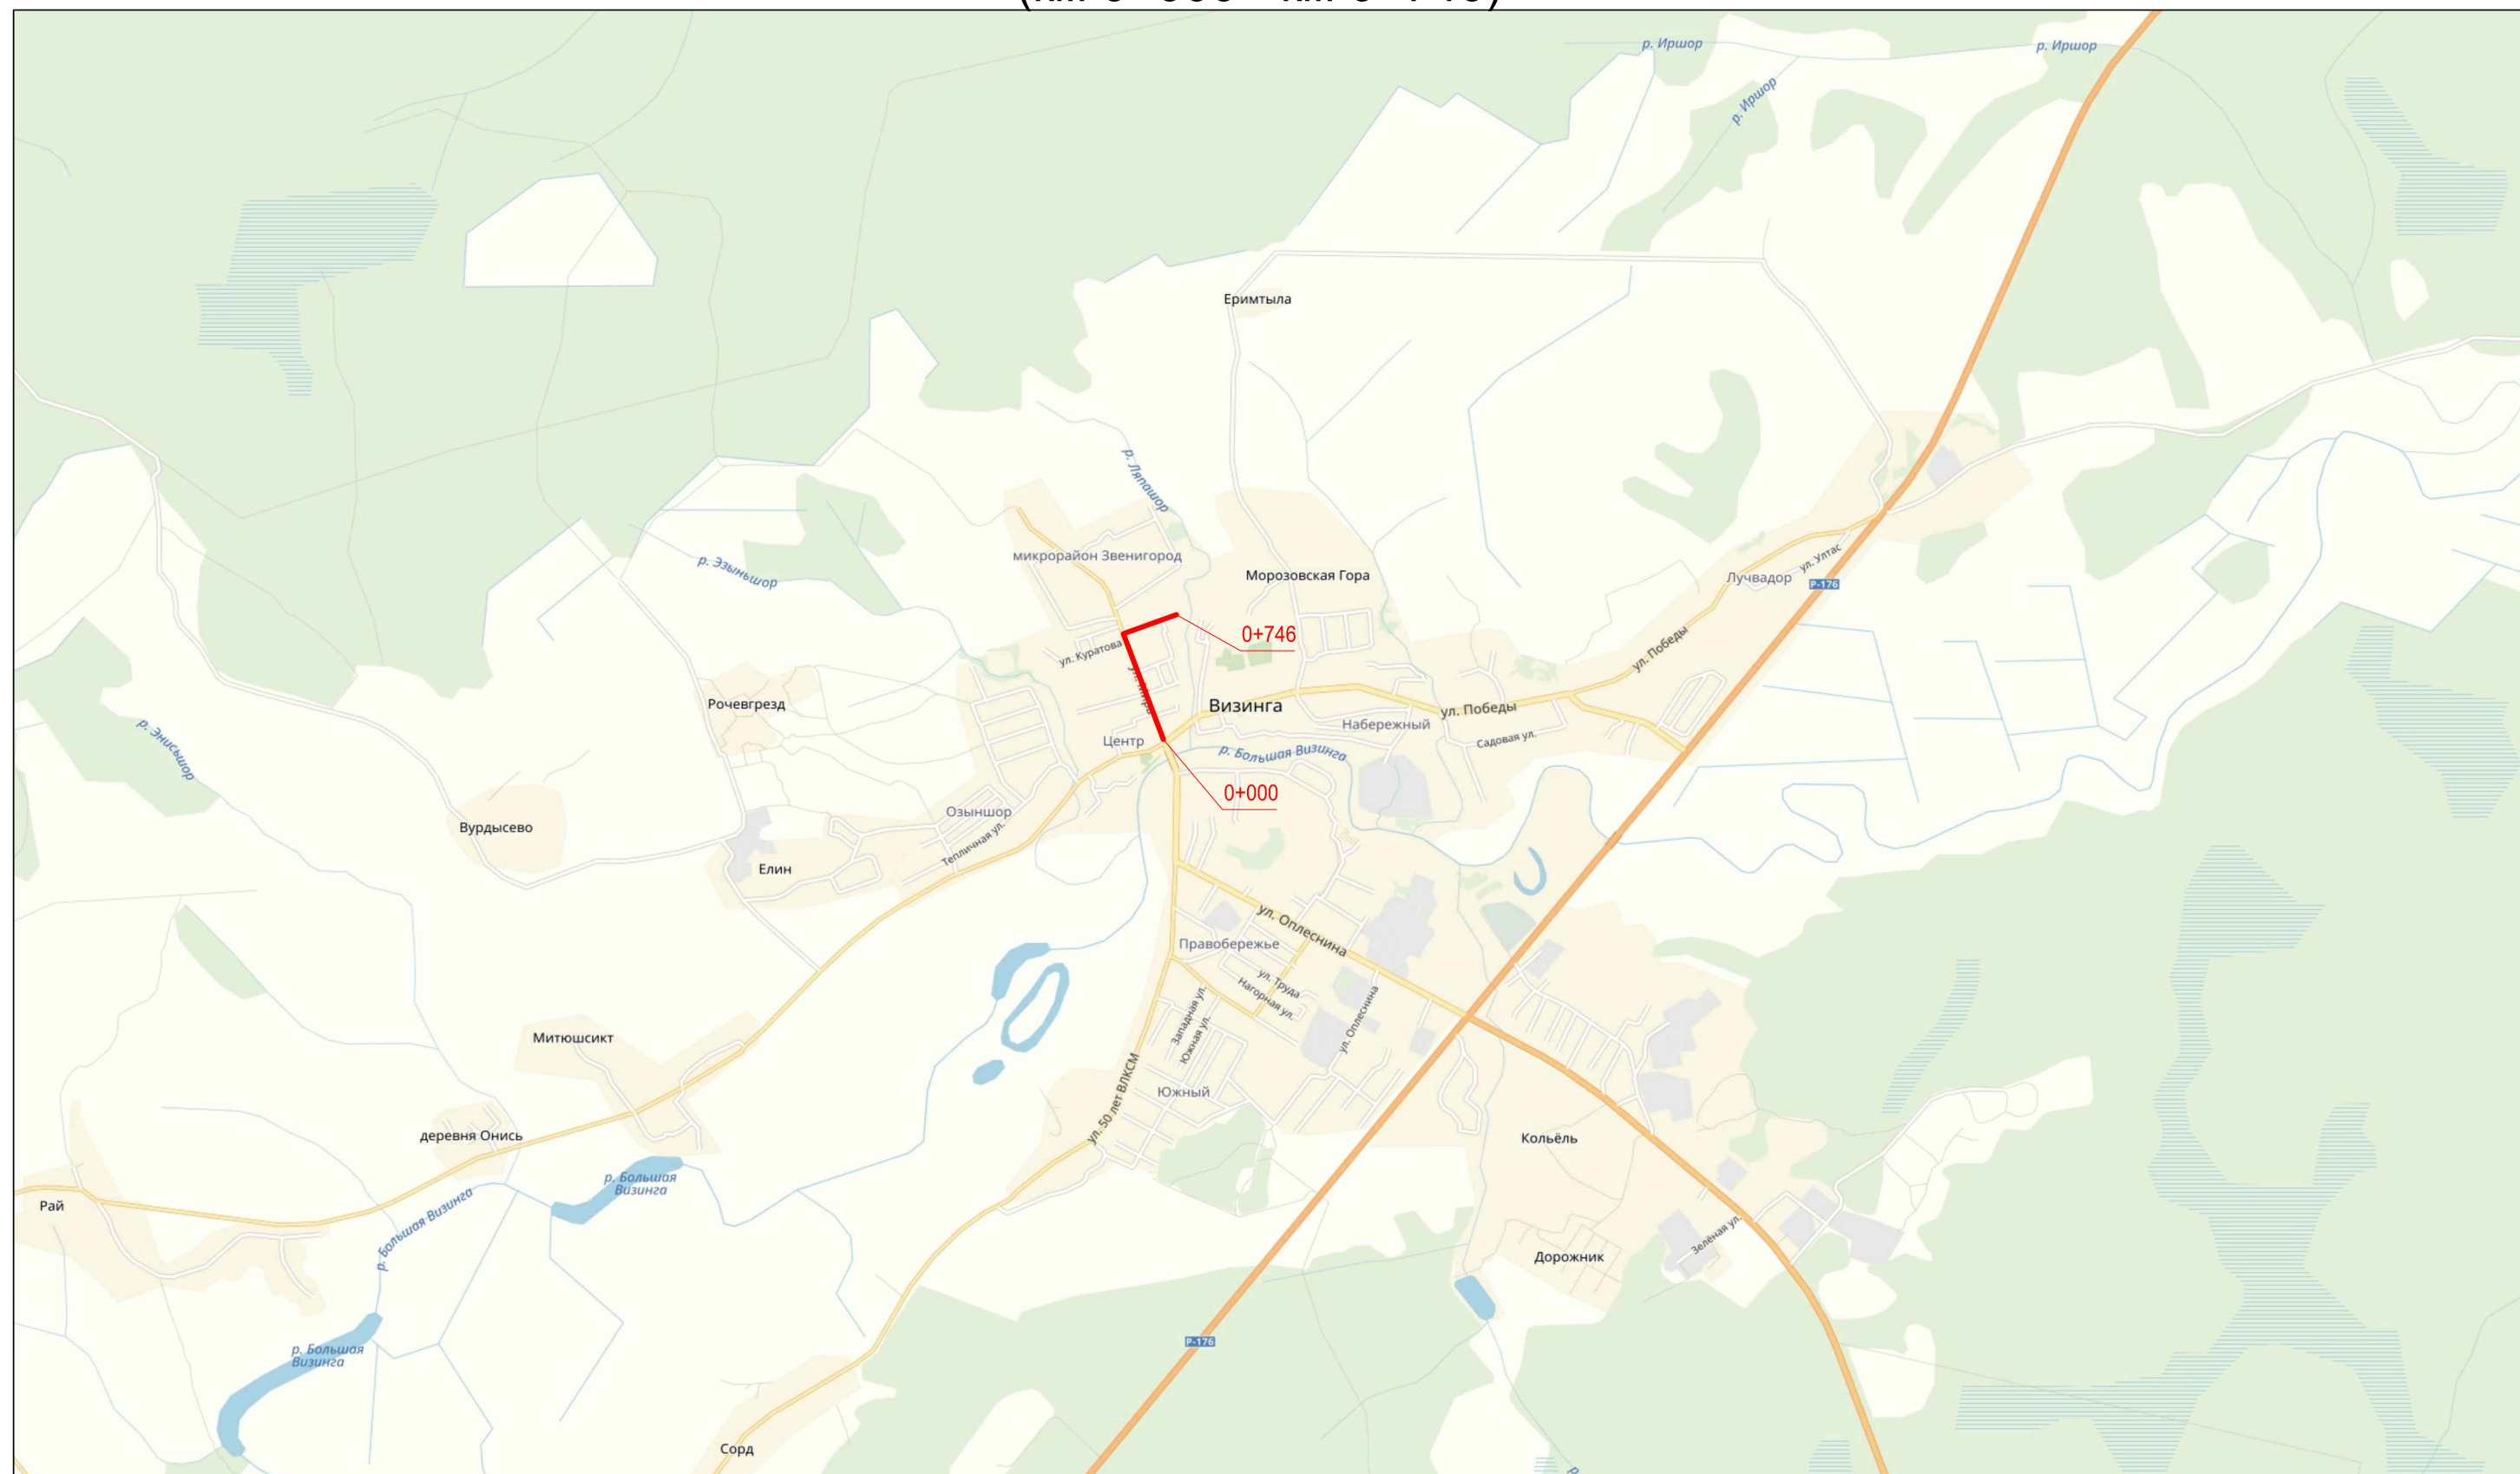 р. Иршор
р. Иршор
р. Иршор
Еримтыла
р. Ляпашор
микрорайон Звенигород
р. Эзыншор
Морозовская Гора
Лучвадор
ул. Ултас
Р-176
0+746
ул. Куратова
ул. Победы
Рочевгрезд
Визинга
ул. Победы
Набережный
р. Энисьшор
Центр
Садовая ул.
р. Большая Визинга
0+000
Озыншор
Вурдысево
Тепличная ул.
Елин
ул. Оплеснина
Правобережье
ул. Труда
Нагорная ул.
Западная ул.
Южная ул.
ул. Оплеснина
Митюшсикт
ул. 50 лет ВЛКСМ
Южный
деревня Онись
Кольёль
р. Большая
Визинга
Рай
р. Большая Визинга
Зелёная ул.
Дорожник
Р-176
р. Большая
Визинга
Сорд